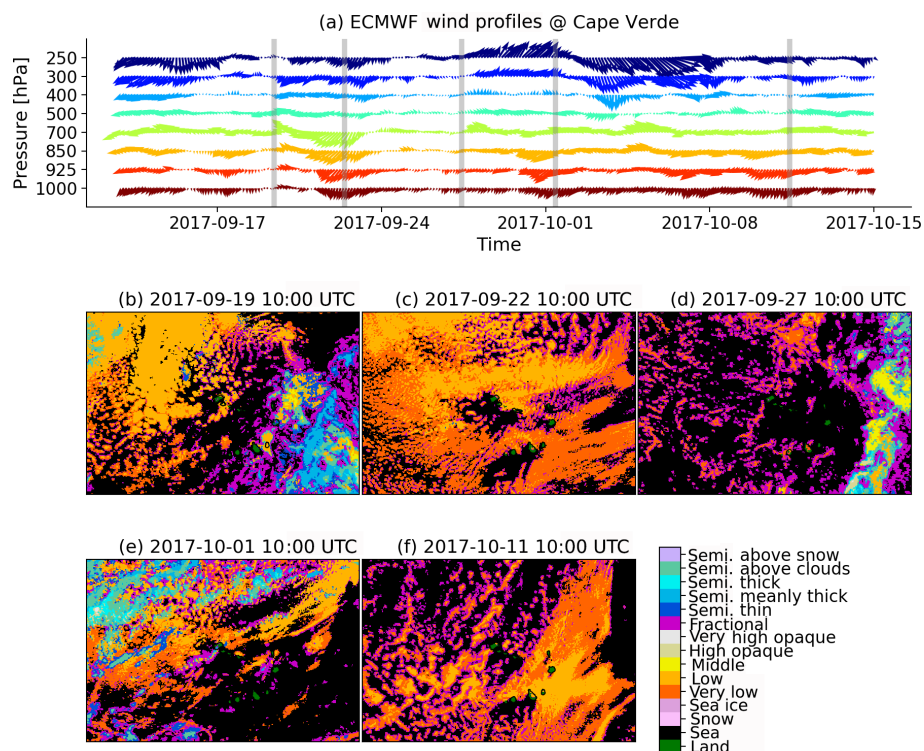 (a) ECMWF wind profiles @ Cape Verde
Pressure [hPa]
250
300
400
500
700
850
925
1000
2017-09-17
2017-09-24
2017-10-01
2017-10-08
2017-10-15
Time
(b) 2017-09-19 10:00 UTC
(c) 2017-09-22 10:00 UTC
(d) 2017-09-27 10:00 UTC
(e) 2017-10-01 10:00 UTC
(f) 2017-10-11 10:00 UTC
Semi. above snow
Semi. above clouds
Semi. thick
Semi. meanly thick
Semi. thin
Fractional
Very high opaque
High opaque
Middle
Low
Very low
Sea ice
Snow
Sea
Land